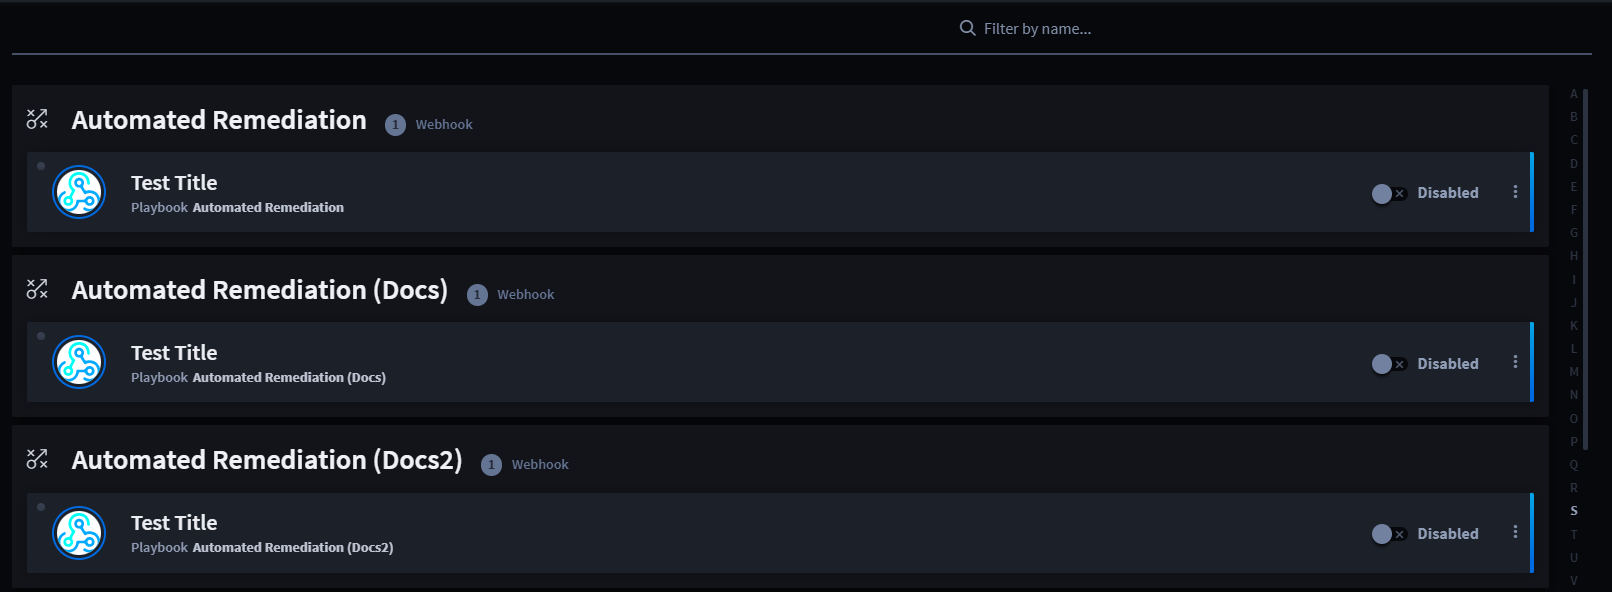 Filter by name...
Automated Remediation 1 Webhook
Test Title
Playbook Automated Remediation
Disabled
Automated Remediation (Docs) 1 Webhook
Test Title
Playbook Automated Remediation (Docs)
Disabled
Automated Remediation (Docs2) 1 Webhook
Test Title
Playbook Automated Remediation (Docs2)
Disabled
A
B
C
D
E
F
G
H
I
J
K
L
M
N
O
P
Q
R
S
T
U
V